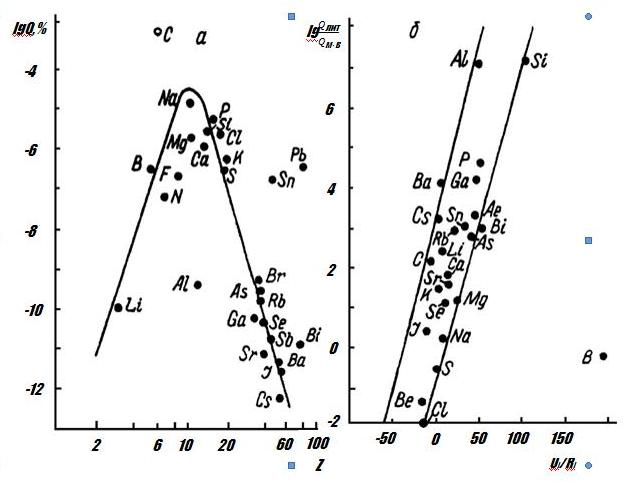 lgQ,%
C
а
-4
Na
P
Si
Mg
Cl
Ca
-6
K
B
F
S
Pb
Sn
N
-8
Al
Br
As
-10
Li
Rb
Ga
Se
Sb
Bi
Sr
Ba
J
-12
Cs
2
6
10
20
60
100
Z
lg Qлит
Qм-в
б
Al
Si
6
P
Ba
Ga
4
Cs
Sn
Ae
Bi
Rb
As
Li
C
Ca
2
Sr
K
Mg
Se
J
Na
0
B
S
Be
Cl
-2
-50
0
50
100
150